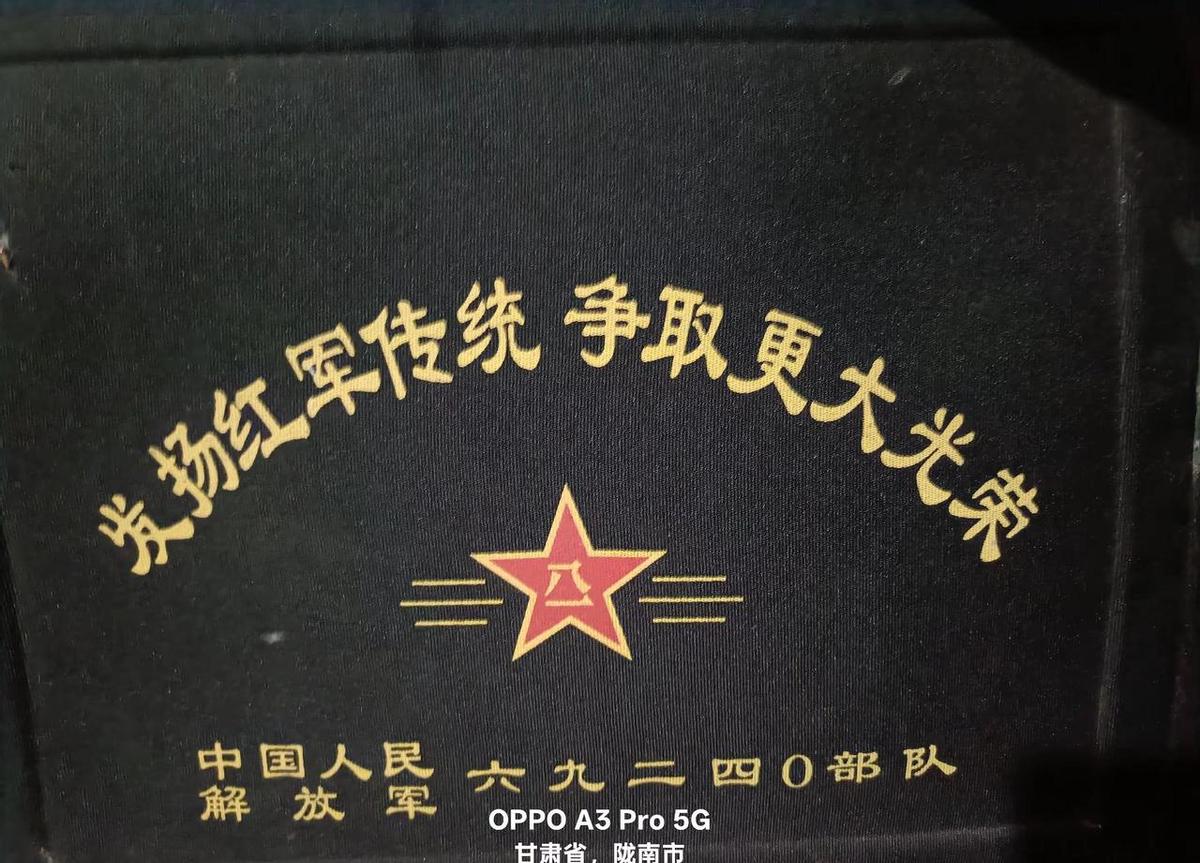 发扬红军传统 争取更大光荣
八一
中国人民解放军 六九二四0部队
OPPO A3 Pro 5G
甘肃省，陇南市